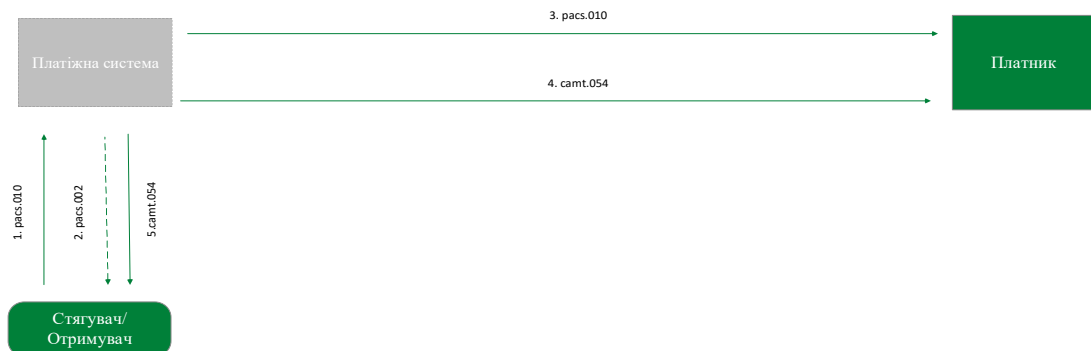 3. pacs.010
Платіжна система
Платник
4. camt.054
1. pacs.010
2. pacs.002
5.camt.054
Стягувач/
Отримувач